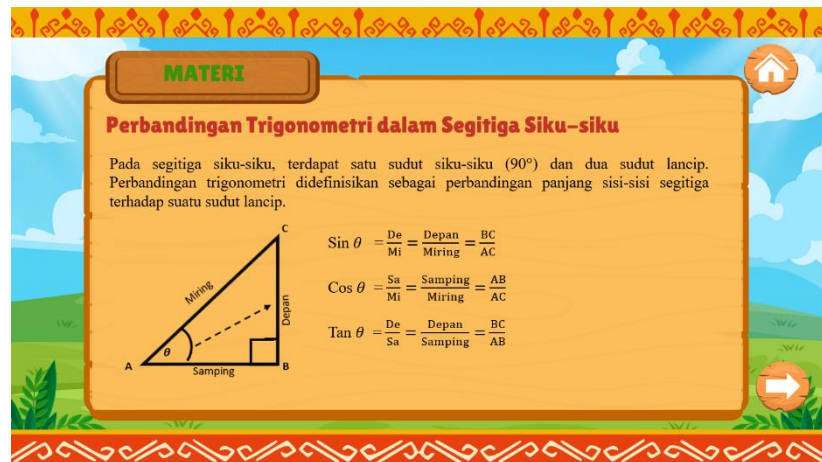 MATERI
Perbandingan Trigonometri dalam Segitiga Siku-siku
Pada segitiga siku-siku, terdapat satu sudut siku-siku (90°) dan dua sudut lancip.
Perbandingan trigonometri didefinisikan sebagai perbandingan panjang sisi-sisi segitiga
terhadap suatu sudut lancip.
C
Miring
Depan
θ
A
Samping
B
Sin θ = De/Mi = Depan/Miring = BC/AC
Cos θ = Sa/Mi = Samping/Miring = AB/AC
Tan θ = De/Sa = Depan/Samping = BC/AB